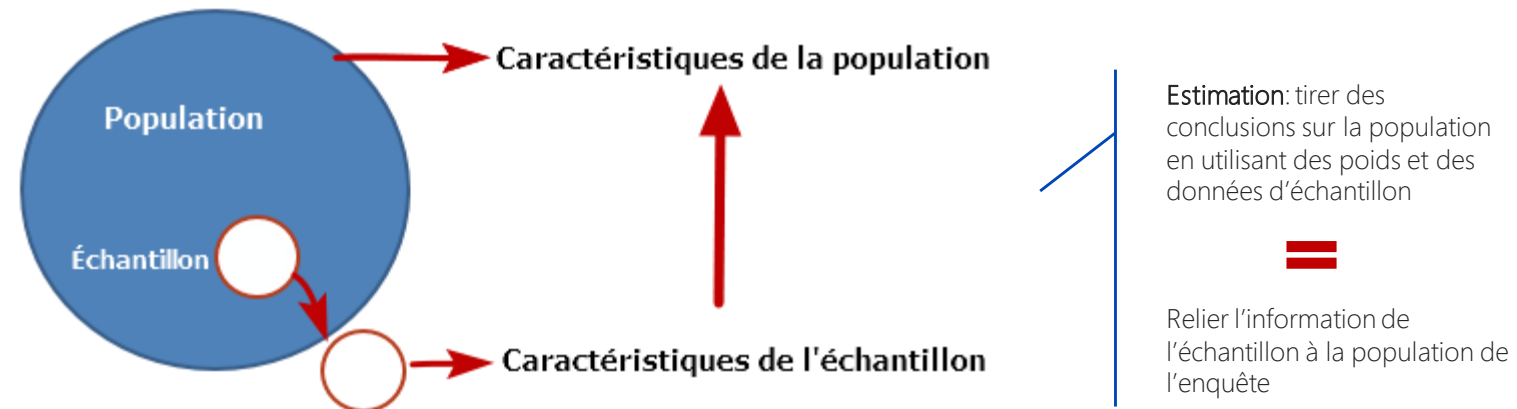 Caractéristiques de la population
Population
Échantillon
Caractéristiques de l'échantillon
Estimation: tirer des
conclusions sur la population
en utilisant des poids et des
données d’échantillon
=
Relier l’information de
l’échantillon à la population de
l’enquête